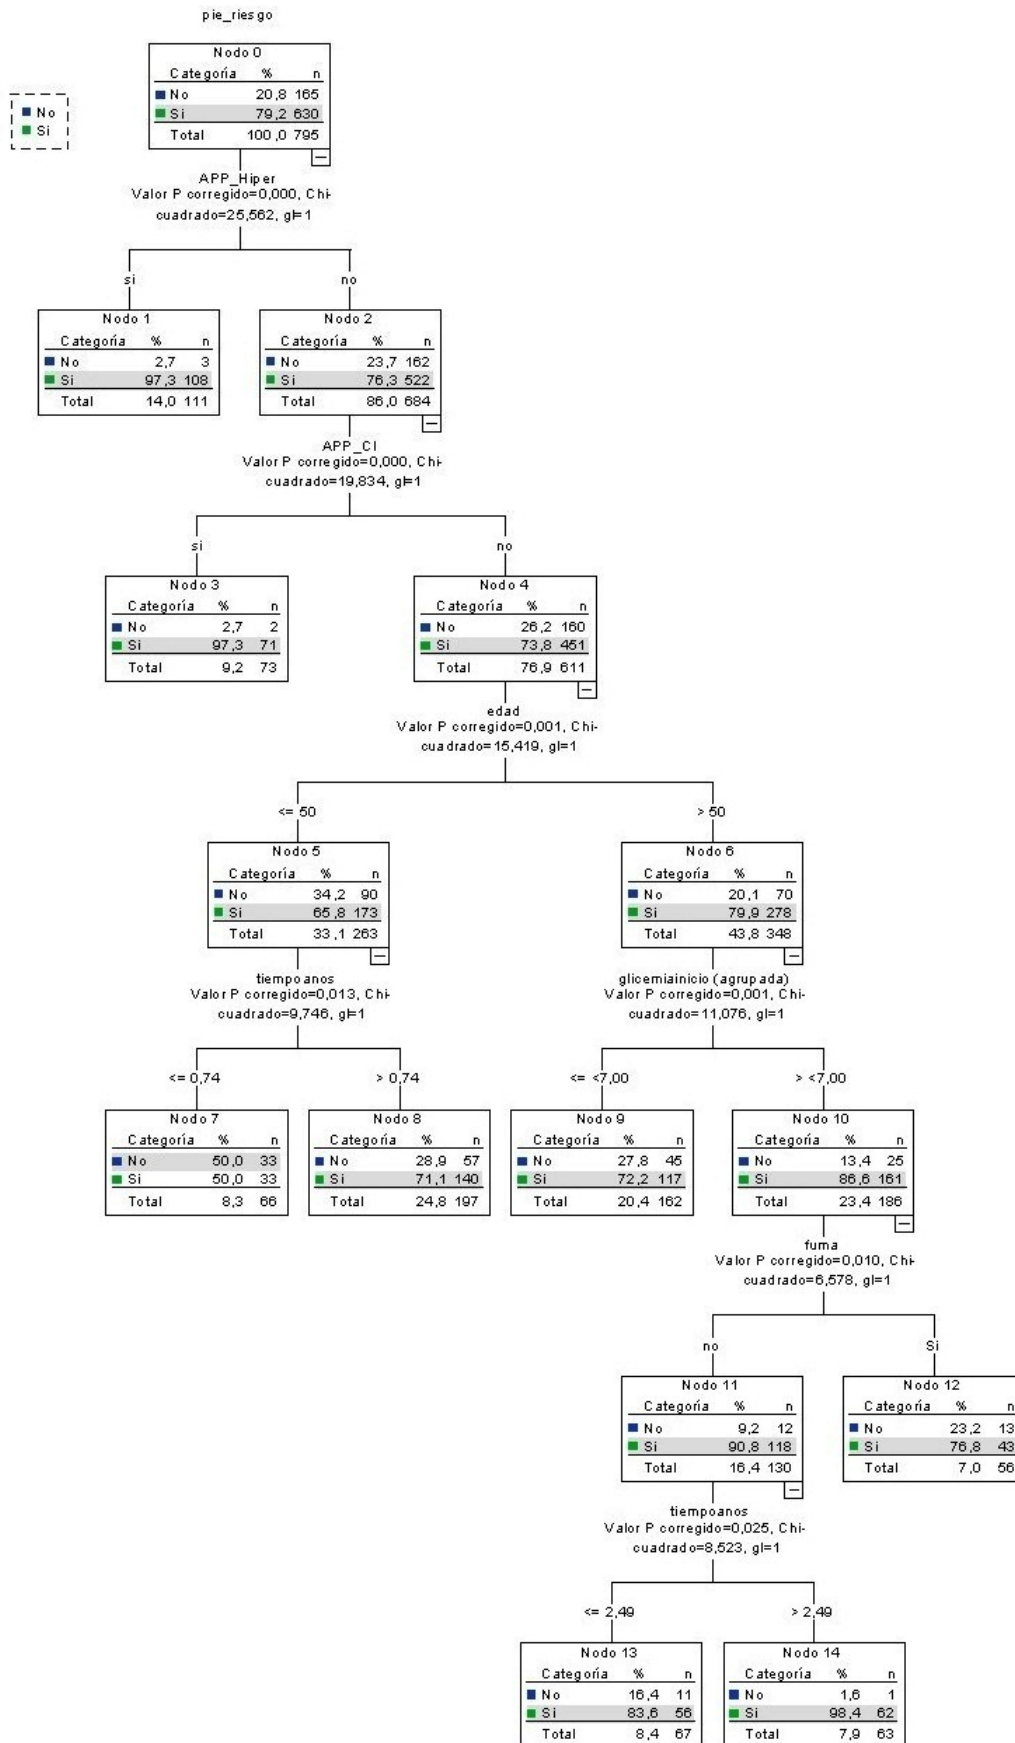 pie_riesgo
No
Si
Nodo 0
Categoría % n
No 20,8 165
Si 79,2 630
Total 100,0 795
APP_Hiper
Valor P corregido=0,000, Chi-
cuadrado=25,562, gl=1
si no
Nodo 1
Categoría % n
No 2,7 3
Si 97,3 108
Total 14,0 111
Nodo 2
Categoría % n
No 23,7 162
Si 76,3 522
Total 86,0 684
APP_CI
Valor P corregido=0,000, Chi-
cuadrado=19,834, gl=1
si no
Nodo 3
Categoría % n
No 2,7 2
Si 97,3 71
Total 9,2 73
Nodo 4
Categoría % n
No 26,2 160
Si 73,8 451
Total 76,9 611
edad
Valor P corregido=0,001, Chi-
cuadrado=15,419, gl=1
<= 50 > 50
Nodo 5
Categoría % n
No 34,2 90
Si 65,8 173
Total 33,1 263
Nodo 6
Categoría % n
No 20,1 70
Si 79,9 278
Total 43,8 348
tiempoanos
Valor P corregido=0,013, Chi-
cuadrado=9,746, gl=1
glicemiainicio (agrupada)
Valor P corregido=0,001, Chi-
cuadrado=11,076, gl=1
<= 0,74 > 0,74 <= <7,00 > <7,00
Nodo 7
Categoría % n
No 50,0 33
Si 50,0 33
Total 8,3 66
Nodo 8
Categoría % n
No 28,9 57
Si 71,1 140
Total 24,8 197
Nodo 9
Categoría % n
No 27,8 45
Si 72,2 117
Total 20,4 162
Nodo 10
Categoría % n
No 13,4 25
Si 86,6 161
Total 23,4 186
fuma
Valor P corregido=0,010, Chi-
cuadrado=6,578, gl=1
no Si
Nodo 11
Categoría % n
No 9,2 12
Si 90,8 118
Total 16,4 130
Nodo 12
Categoría % n
No 23,2 13
Si 76,8 43
Total 7,0 56
tiempoanos
Valor P corregido=0,025, Chi-
cuadrado=8,523, gl=1
<= 2,49 > 2,49
Nodo 13
Categoría % n
No 16,4 11
Si 83,6 56
Total 8,4 67
Nodo 14
Categoría % n
No 1,6 1
Si 98,4 62
Total 7,9 63